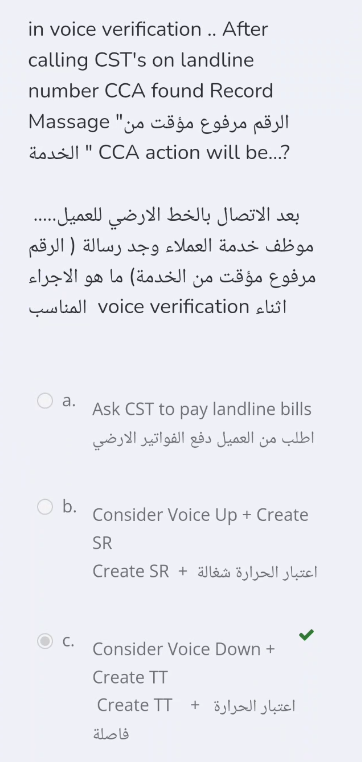 in voice verification .. After
calling CST's on landline
number CCA found Record
Massage "الرقم مرفوع مؤقت من
الخدمة " CCA action will be...?
بعد الاتصال بالخط الارضي للعميل.....
موظف خدمة العملاء وجد رسالة ( الرقم
مرفوع مؤقت من الخدمة) ما هو الاجراء
اثناء voice verification المناسب
a. Ask CST to pay landline bills
اطلب من العميل دفع الفواتير الارضي
b. Consider Voice Up + Create
SR
Create SR + اعتبار الحرارة شغالة
c. Consider Voice Down +
Create TT
Create TT + اعتبار الحرارة
فاصلة